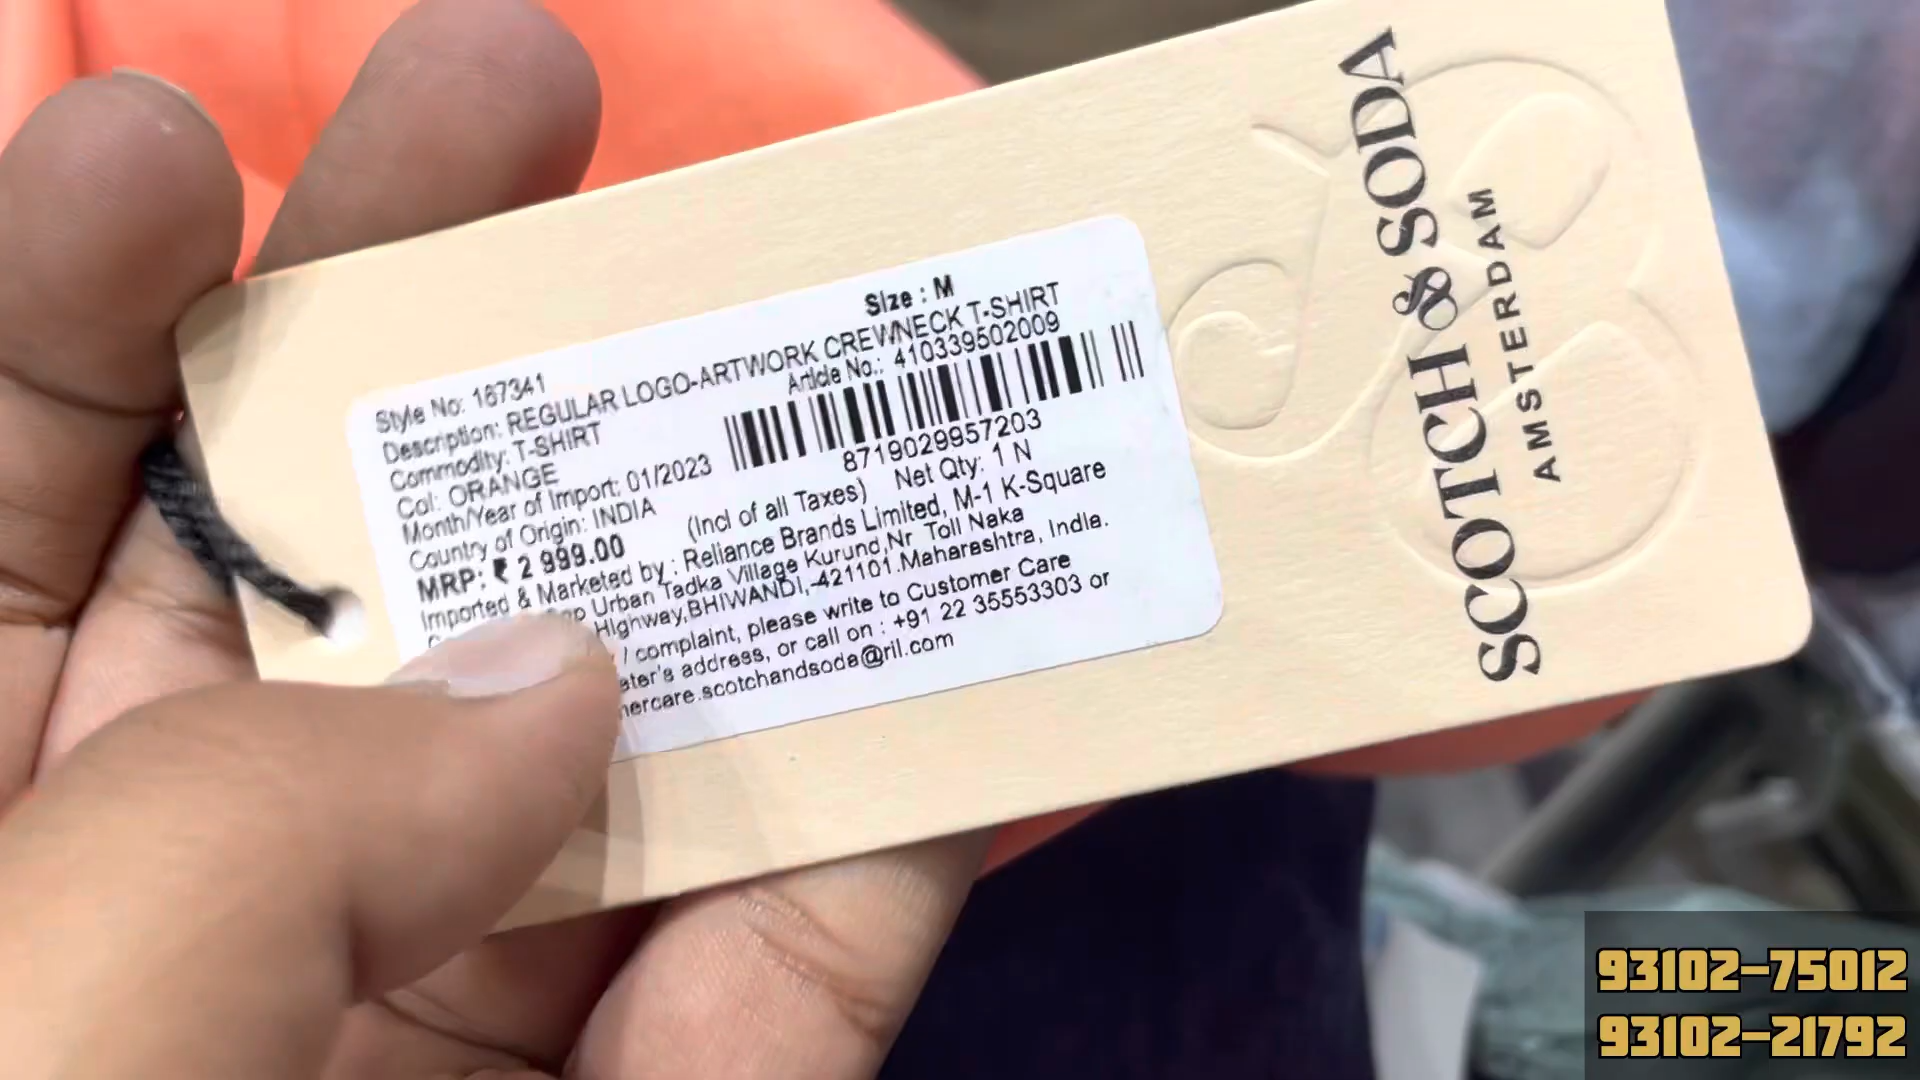 Size : M
Style No: 167341
Description: REGULAR LOGO-ARTWORK CREWNECK T-SHIRT
Commodity: T-SHIRT
Article No.: 410339502009
Col: ORANGE
Month/Year of Import: 01/2023
8719029957203
Country of Origin: INDIA
MRP: ₹ 2 999.00 (Incl of all Taxes) Net Qty: 1 N
Imported & Marketed by : Reliance Brands Limited, M-1 K-Square
Urban Tadka Village Kurund,Nr Toll Naka
Highway,BHIWANDI,-421101.Maharashtra, India.
/ complaint, please write to Customer Care
address, or call on : +91 22 35553303 or
mercare.scotchandsoda@ril.com
SCOTCH & SODA
AMSTERDAM
93102-75012
93102-21792